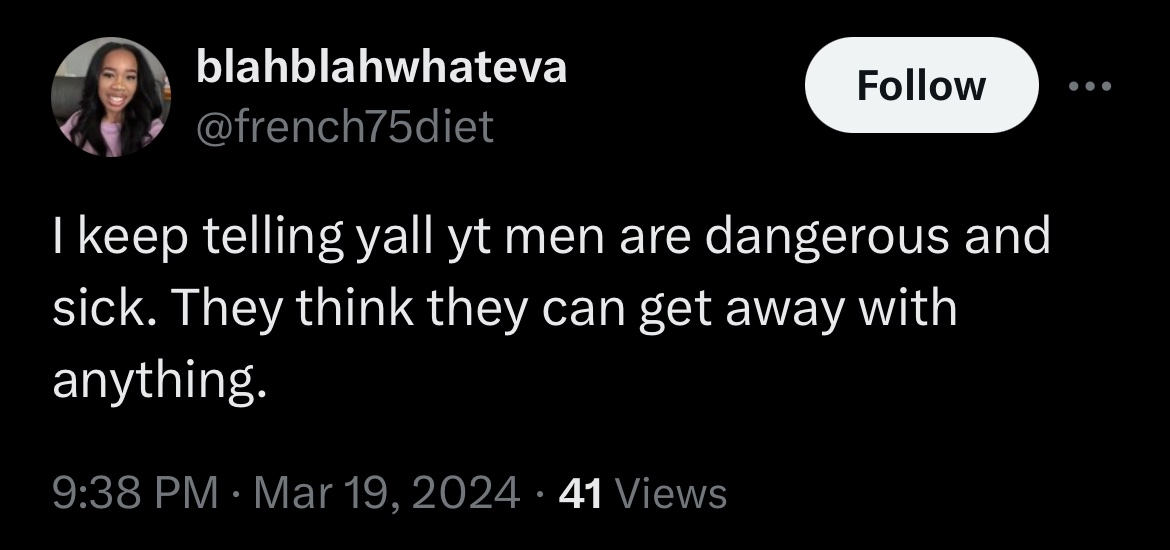 blahblahwhateva
@french75diet
Follow
I keep telling yall yt men are dangerous and
sick. They think they can get away with
anything.
9:38 PM · Mar 19, 2024 · 41 Views